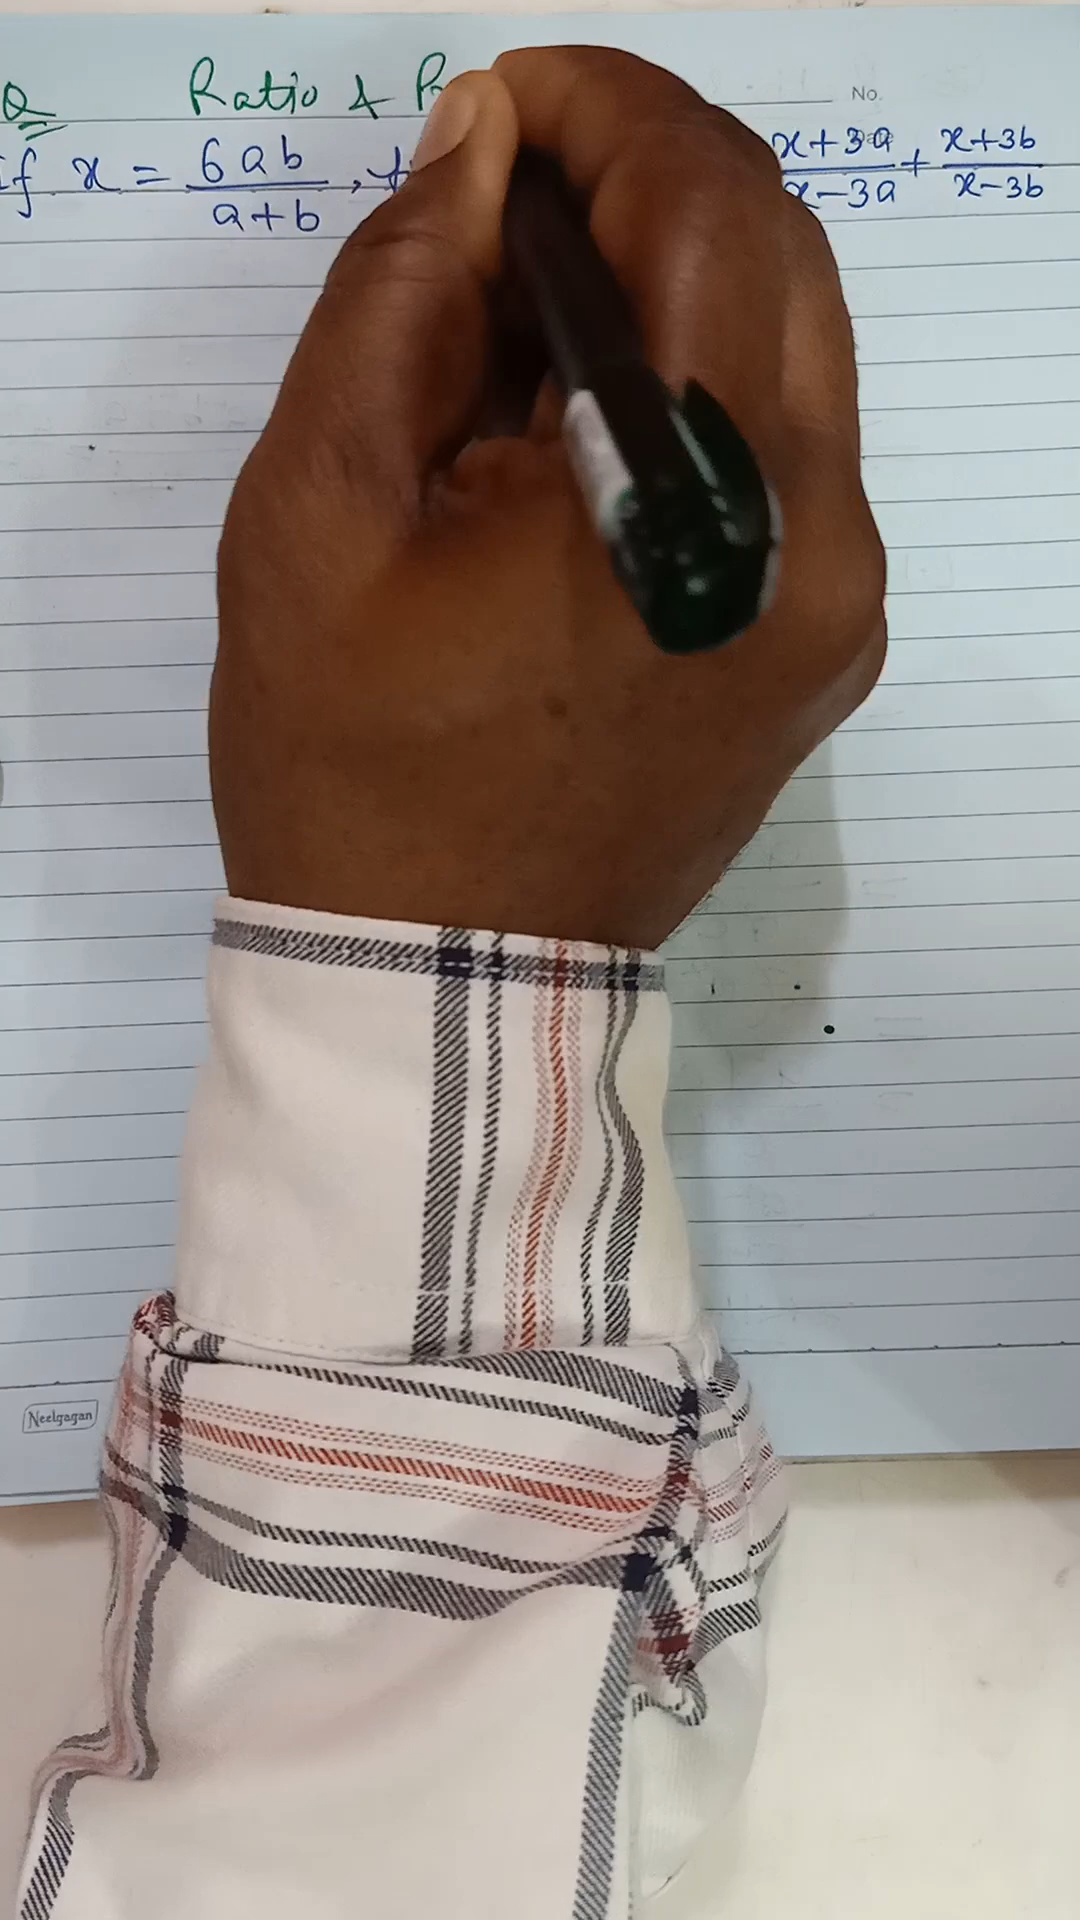 Q Ratio &
No.
if x = 6ab/a+b, x+3a/x-3a + x+3b/x-3b
Neelgagan